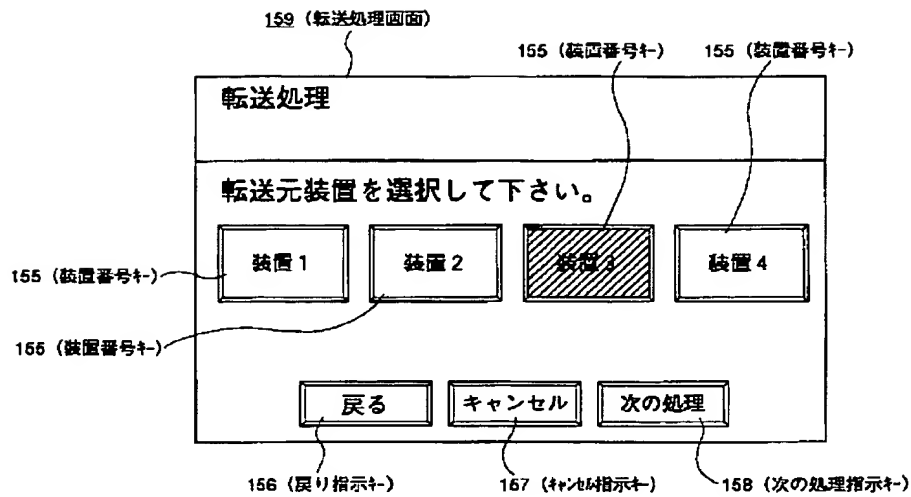 159 (転送処理画面)
155 (装置番号キー) 155 (装置番号キー)
転送処理
転送元装置を選択して下さい。
装置1 装置2 装置3 装置4
155 (装置番号キー)
155 (装置番号キー)
戻る キャンセル 次の処理
156 (戻り指示キー) 157 (キャンセル指示キー) 158 (次の処理指示キー)